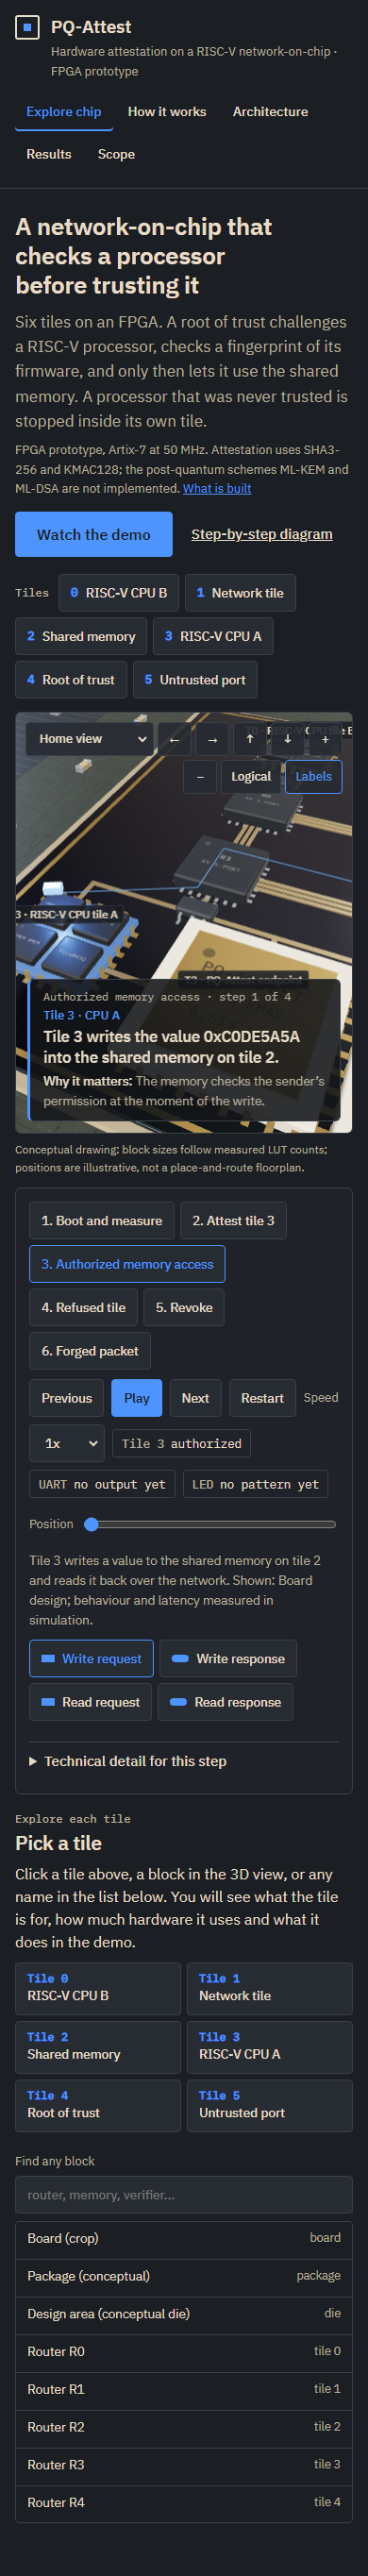 PQ-Attest
Hardware attestation on a RISC-V network-on-chip ·
FPGA prototype
Explore chip How it works Architecture
Results Scope
A network-on-chip that
checks a processor
before trusting it
Six tiles on an FPGA. A root of trust challenges
a RISC-V processor, checks a fingerprint of its
firmware, and only then lets it use the shared
memory. A processor that was never trusted is
stopped inside its own tile.
FPGA prototype, Artix-7 at 50 MHz. Attestation uses SHA3-
256 and KMAC128; the post-quantum schemes ML-KEM and
ML-DSA are not implemented. What is built
Watch the demo Step-by-step diagram
Tiles 0 RISC-V CPU B 1 Network tile
2 Shared memory 3 RISC-V CPU A
4 Root of trust 5 Untrusted port
Home view ← → ↑ ↓ +
− Logical Labels
R3
3 · RISC-V CPU tile A
Authorized memory access · step 1 of 4
Tile 3 · CPU A
Tile 3 writes the value 0xC0DE5A5A
into the shared memory on tile 2.
Why it matters: The memory checks the sender's
permission at the moment of the write.
Conceptual drawing: block sizes follow measured LUT counts;
positions are illustrative, not a place-and-route floorplan.
1. Boot and measure 2. Attest tile 3
3. Authorized memory access
4. Refused tile 5. Revoke
6. Forged packet
Previous Play Next Restart Speed
1x Tile 3 authorized
UART no output yet LED no pattern yet
Position
Tile 3 writes a value to the shared memory on tile 2
and reads it back over the network. Shown: Board
design; behaviour and latency measured in
simulation.
Write request Write response
Read request Read response
Technical detail for this step
Explore each tile
Pick a tile
Click a tile above, a block in the 3D view, or any
name in the list below. You will see what the tile
is for, how much hardware it uses and what it
does in the demo.
Tile 0 Tile 1
RISC-V CPU B Network tile
Tile 2 Tile 3
Shared memory RISC-V CPU A
Tile 4 Tile 5
Root of trust Untrusted port
Find any block
router, memory, verifier...
Board (crop) board
Package (conceptual) package
Design area (conceptual die) die
Router R0 tile 0
Router R1 tile 1
Router R2 tile 2
Router R3 tile 3
Router R4 tile 4